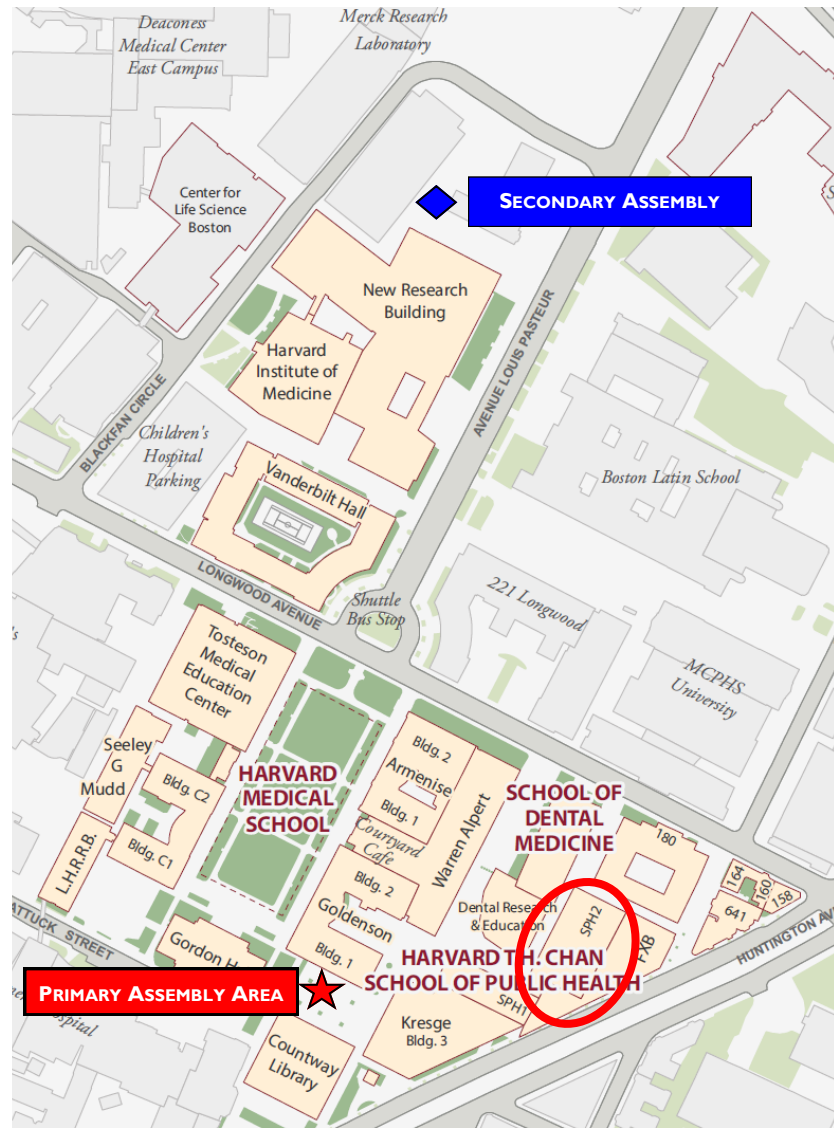 Deaconess
Medical Center
East Campus
Merck Research
Laboratory
Center for
Life Science
Boston
SECONDARY ASSEMBLY
New Research
Building
Harvard
Institute of
Medicine
AVENUE LOUIS PASTEUR
BLACKFAN CIRCLE
Children's
Hospital
Parking
Boston Latin School
Vanderbilt Hall
LONGWOOD AVENUE
Shuttle
Bus Stop
221 Longwood
MCPHS
University
Tosteson
Medical
Education
Center
Seeley
G
Mudd
Bldg. C2
Bldg. C1
L.H.R.R.B.
HARVARD
MEDICAL
SCHOOL
Bldg. 2
Armenise
Bldg. 1
Courtyard
Cafe
Warren Alpert
SCHOOL OF
DENTAL
MEDICINE
180
164
160
158
641
Bldg. 2
Goldenson
Bldg. 1
Dental Research
& Education
SPH2
FXB
HUNTINGTON AV
ATTUCK STREET
Gordon H
HARVARD T.H. CHAN
SCHOOL OF PUBLIC HEALTH
PRIMARY ASSEMBLY AREA
SPH1
Kresge
Bldg. 3
Countway
Library